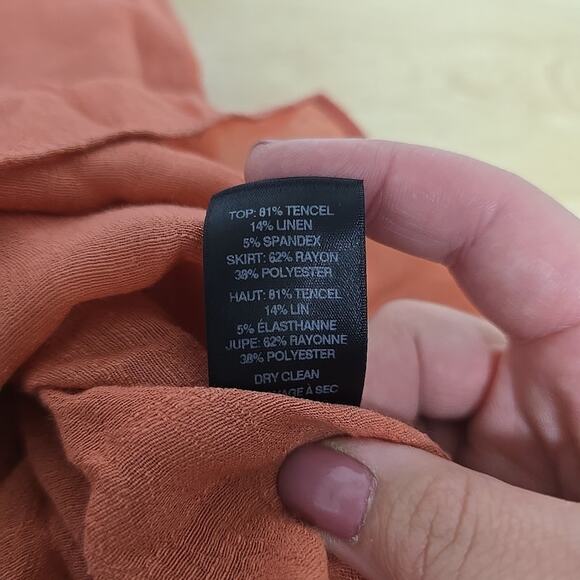 TOP: 81% TENCEL
14% LINEN
5% SPANDEX
SKIRT: 62% RAYON
38% POLYESTER
HAUT: 81% TENCEL
14% LIN
5% ÉLASTHANNE
JUPE: 62% RAYONNE
38% POLYESTER
DRY CLEAN
À SEC